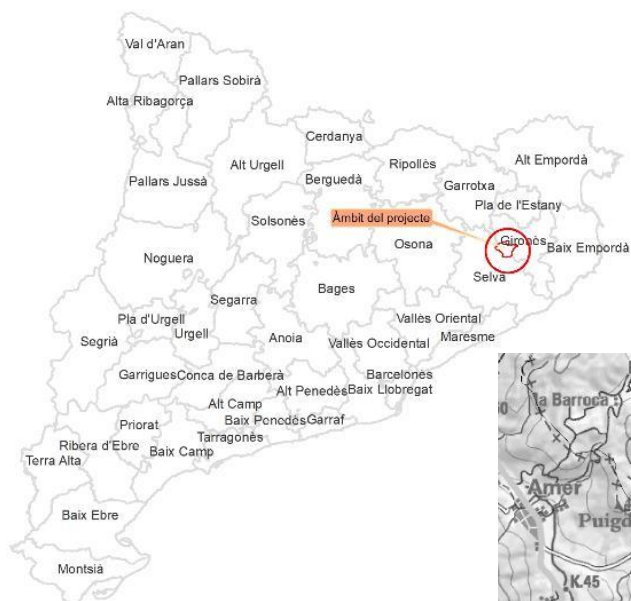 Val d'Aran
Pallars Sobirà
Alta Ribagorça
Cerdanya
Alt Urgell
Ripollès
Alt Empordà
Berguedà
Garrotxa
Pallars Jussà
Pla de l'Estany
Solsonès
Àmbit del projecte
Gironès
Osona
Baix Empordà
Noguera
Selva
Bages
Segarra
Vallès Oriental
Pla d'Urgell
Urgell
Anoia
Maresme
Segrià
Vallès Occidental
Garrigues
Conca de Barberà
Barcelonès
Alt Penedès
Baix Llobregat
Alt Camp
Priorat
Baix Penedès
Garraf
Ribera d'Ebre
Tarragonès
Terra Alta
Baix Camp
Baix Ebre
Montsià
la Barroca
Amer
Puigd
K.45